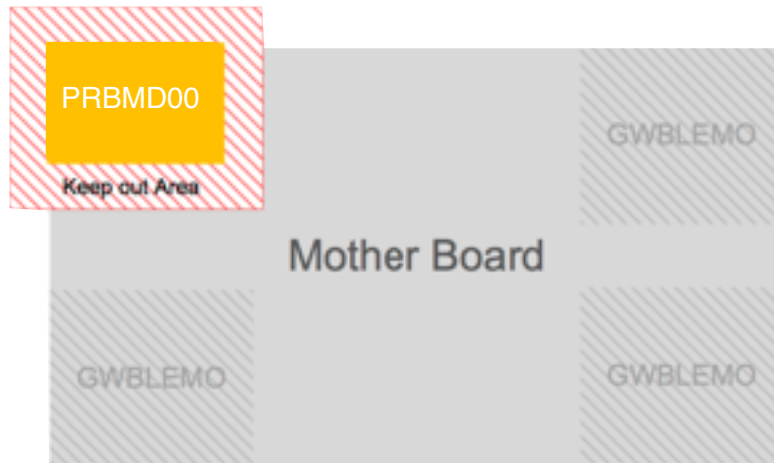 PRBMD00
Keep out Area
GWBLEMO
Mother Board
GWBLEMO
GWBLEMO